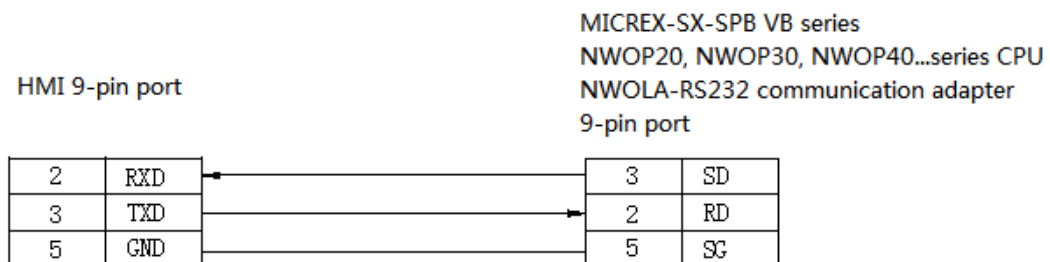 MICREX-SX-SPB VB series
NWOP20, NWOP30, NWOP40...series CPU
HMI 9-pin port
NWOLA-RS232 communication adapter
9-pin port
2 RXD 3 SD
3 TXD 2 RD
5 GND 5 SG